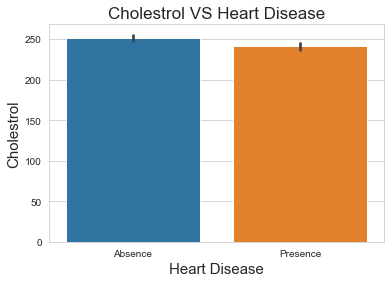 Cholestrol VS Heart Disease
Cholestrol
250
200
150
100
50
0
Absence
Presence
Heart Disease